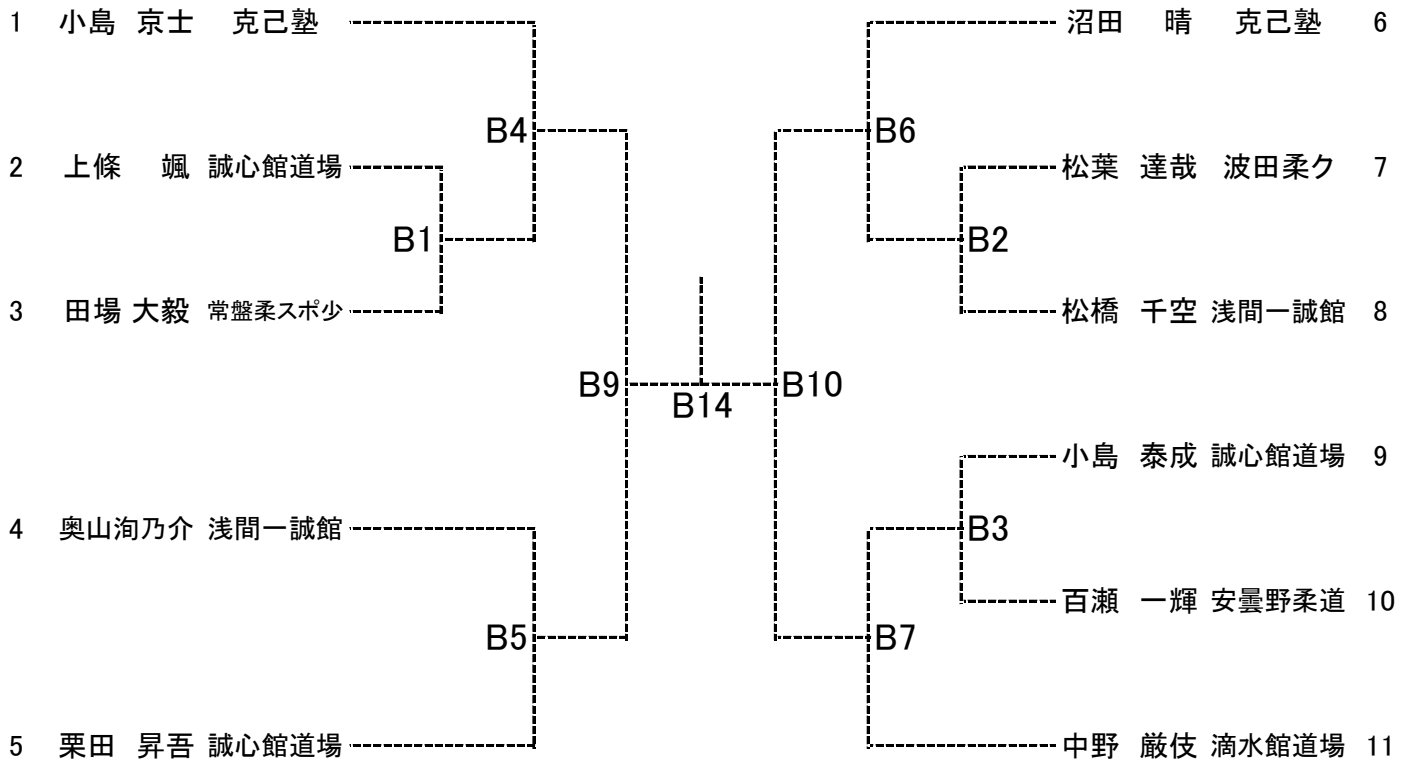 1 小島 京士 克己塾
沼田 晴 克己塾 6
B4
B6
2 上條 颯 誠心館道場
松葉 達哉 波田柔ク 7
B1
B2
3 田場 大毅 常盤柔スポ少
松橋 千空 浅間一誠館 8
B9
B10
B14
小島 泰成 誠心館道場 9
4 奥山洵乃介 浅間一誠館
B3
百瀬 一輝 安曇野柔道 10
B5
B7
5 栗田 昇吾 誠心館道場
中野 厳伎 滴水館道場 11